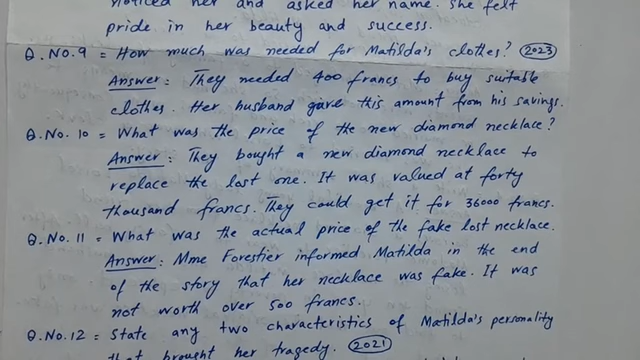 noticed her and asked her name. She felt
pride in her beauty and success.
Q.No.9 = How much was needed for Matilda's clothes? 2023
Answer: They needed 400 francs to buy suitable
clothes. Her husband gave this amount from his savings.
Q.No. 10 = What was the price of the new diamond necklace?
Answer: They bought a new diamond necklace to
replace the last one. It was valued at forty
thousand francs. They could get it for 36000 francs.
Q.No. 11 = What was the actual price of the fake lost necklace.
Answer: Mme Forestier informed Matilda in the end
of the story that her necklace was fake. It was
not worth over 500 francs.
Q.No.12 = State any two characteristics of Matilda's personality
that brought her tragedy. 2021